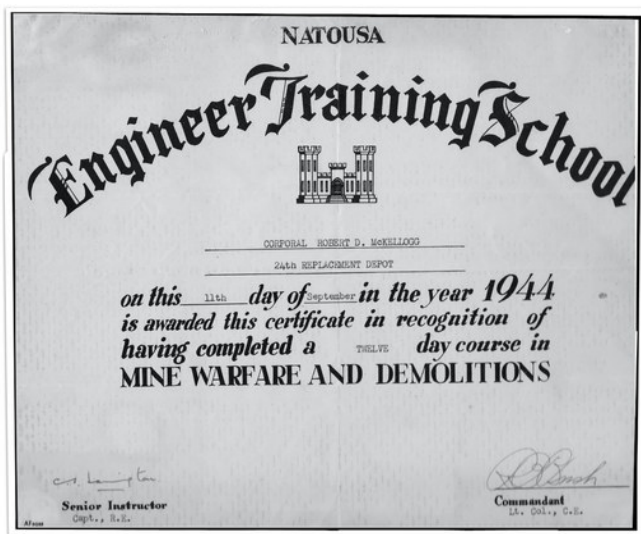 NATOUSA
Engineer Training School
CORPORAL ROBERT D. McKELLOGG
24th REPLACEMENT DEPOT
on this 11th day of September in the year 1944
is awarded this certificate in recognition of
having completed a TWELVE day course in
MINE WARFARE AND DEMOLITIONS
Senior Instructor
Capt., R.E.
Commandant
Lt. Col., C.E.